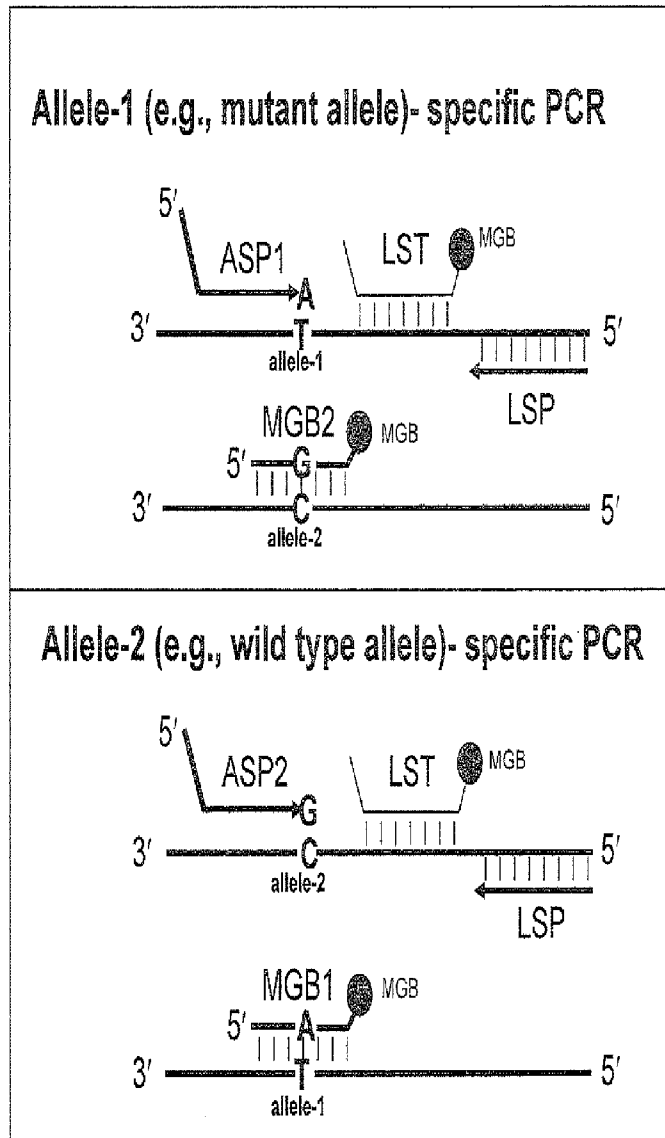 Allele-1 (e.g., mutant allele)- specific PCR
5′
ASP1
A
LST
MGB
3′
T
5′
allele-1
LSP
MGB2
MGB
5′
G
3′
C
5′
allele-2
Allele-2 (e.g., wild type allele)- specific PCR
5′
ASP2
G
LST
MGB
3′
C
5′
allele-2
LSP
MGB1
MGB
5′
A
3′
T
5′
allele-1